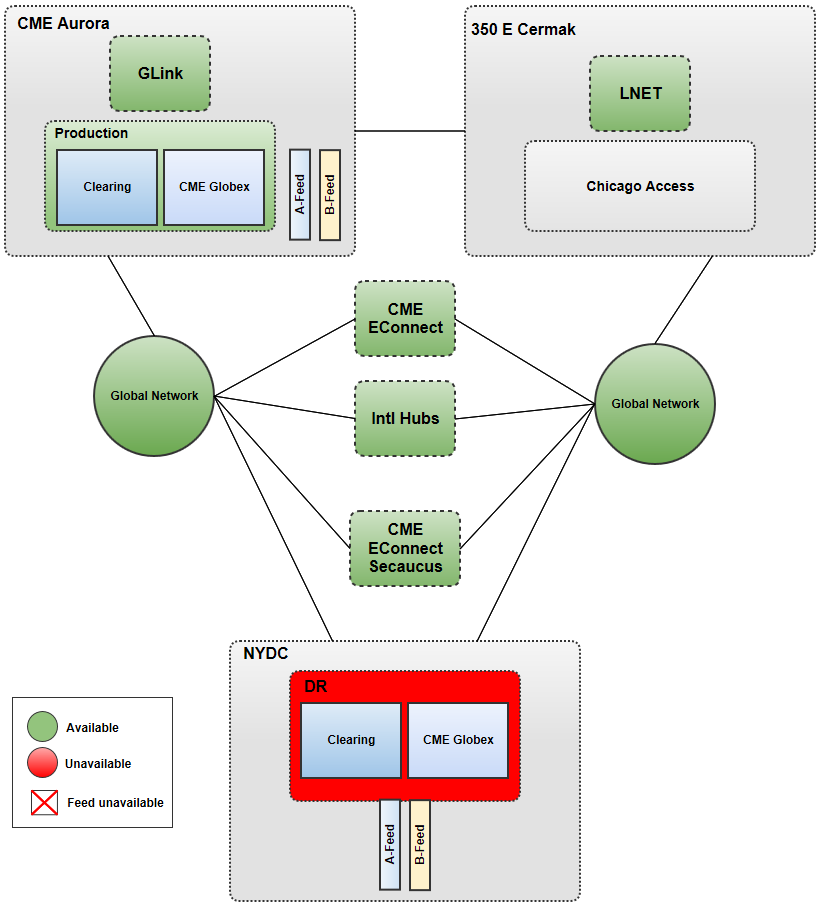 CME Aurora
GLink
Production
Clearing
CME Globex
A-Feed
B-Feed
350 E Cermak
LNET
Chicago Access
CME
EConnect
Global Network
Intl Hubs
Global Network
CME
EConnect
Secaucus
NYDC
DR
Clearing
CME Globex
A-Feed
B-Feed
Available
Unavailable
Feed unavailable